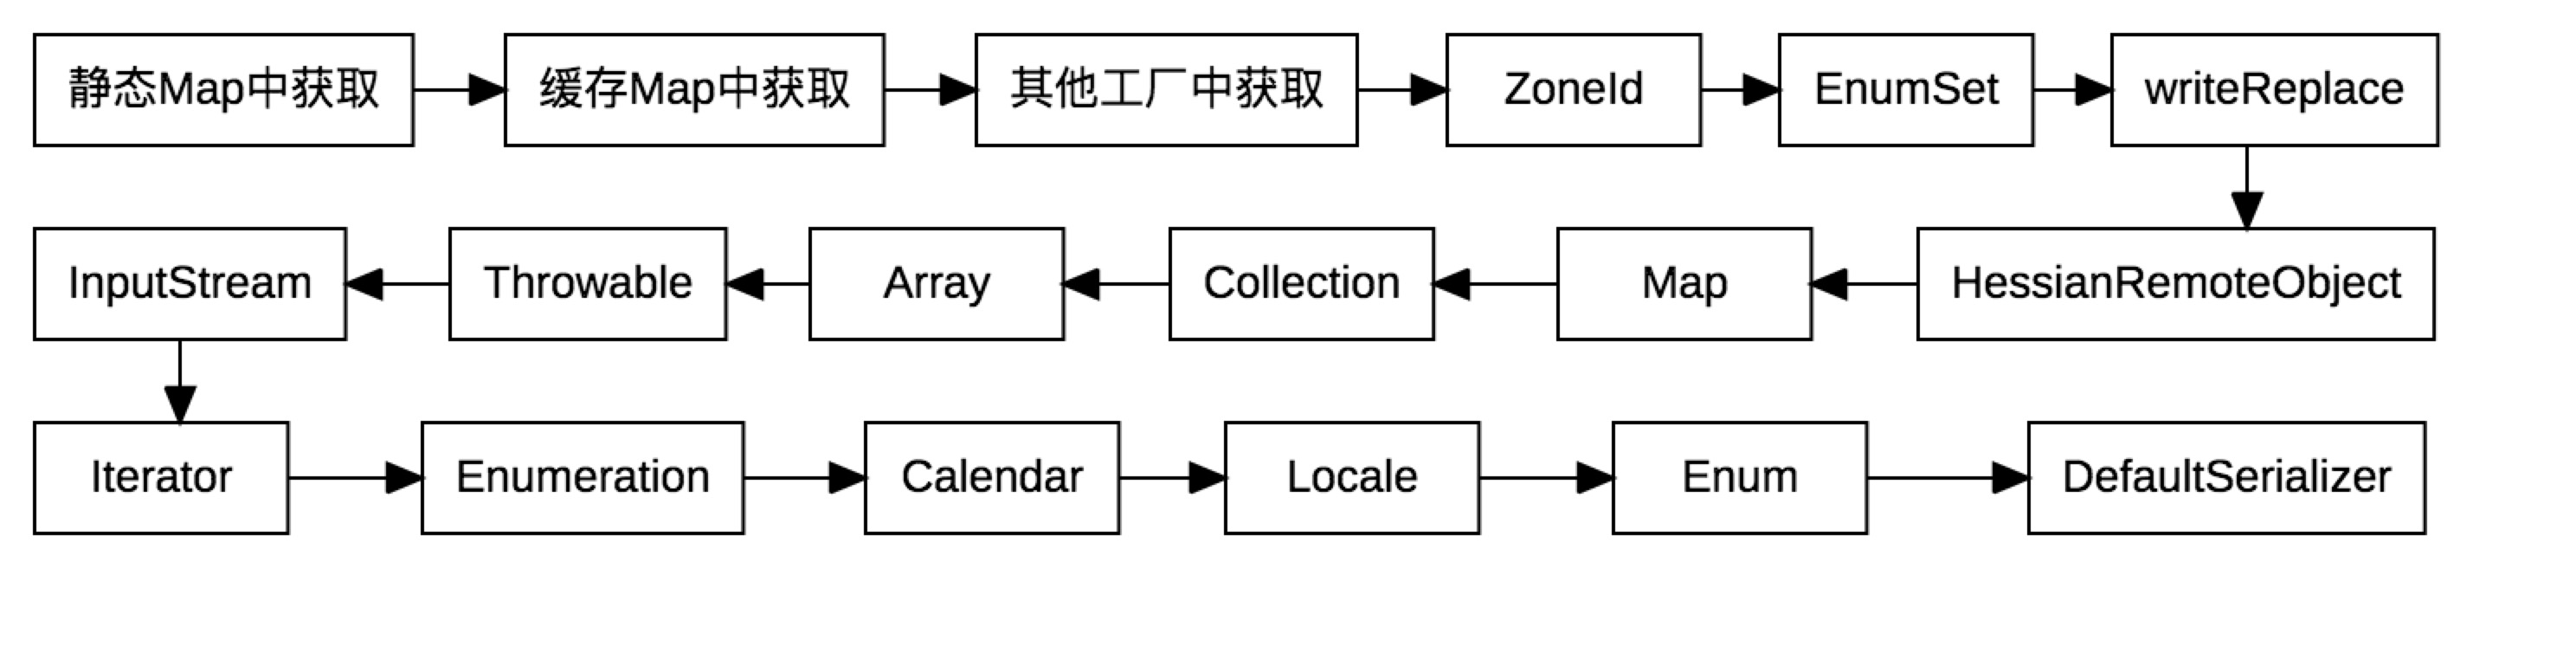 静态Map中获取
缓存Map中获取
其他工厂中获取
ZoneId
EnumSet
writeReplace
HessianRemoteObject
Map
Collection
Array
Throwable
InputStream
Iterator
Enumeration
Calendar
Locale
Enum
DefaultSerializer